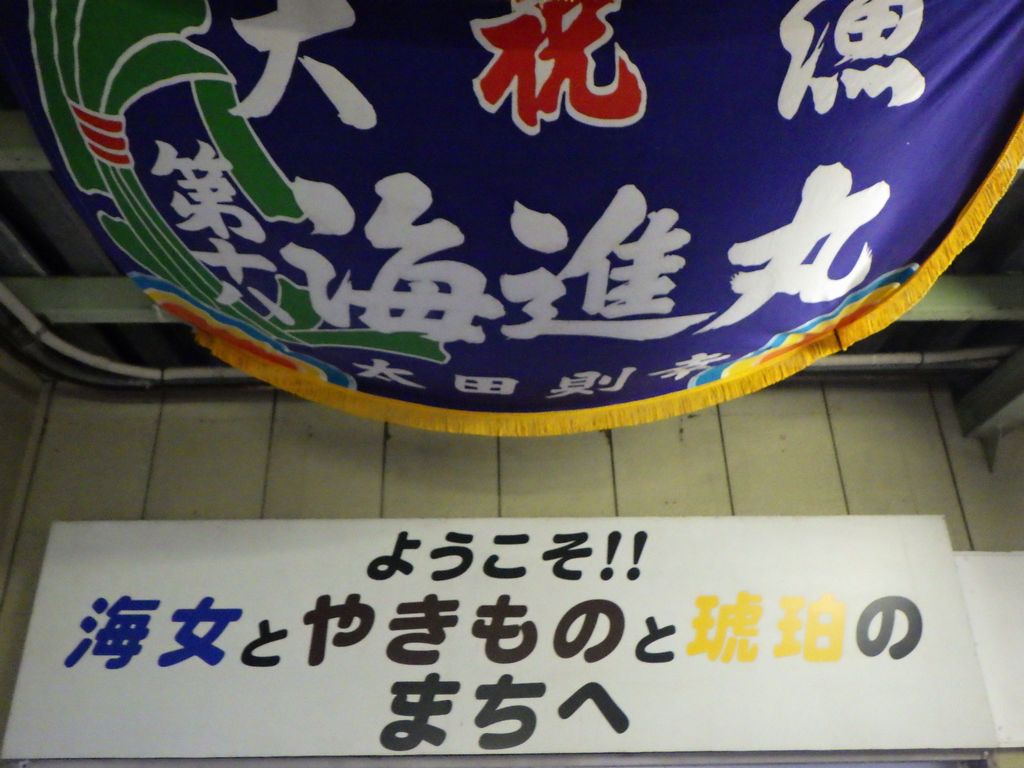 大 祝 漁
第十八 海進丸
太田則幸
ようこそ!!
海女とやきものと琥珀の
まちへ